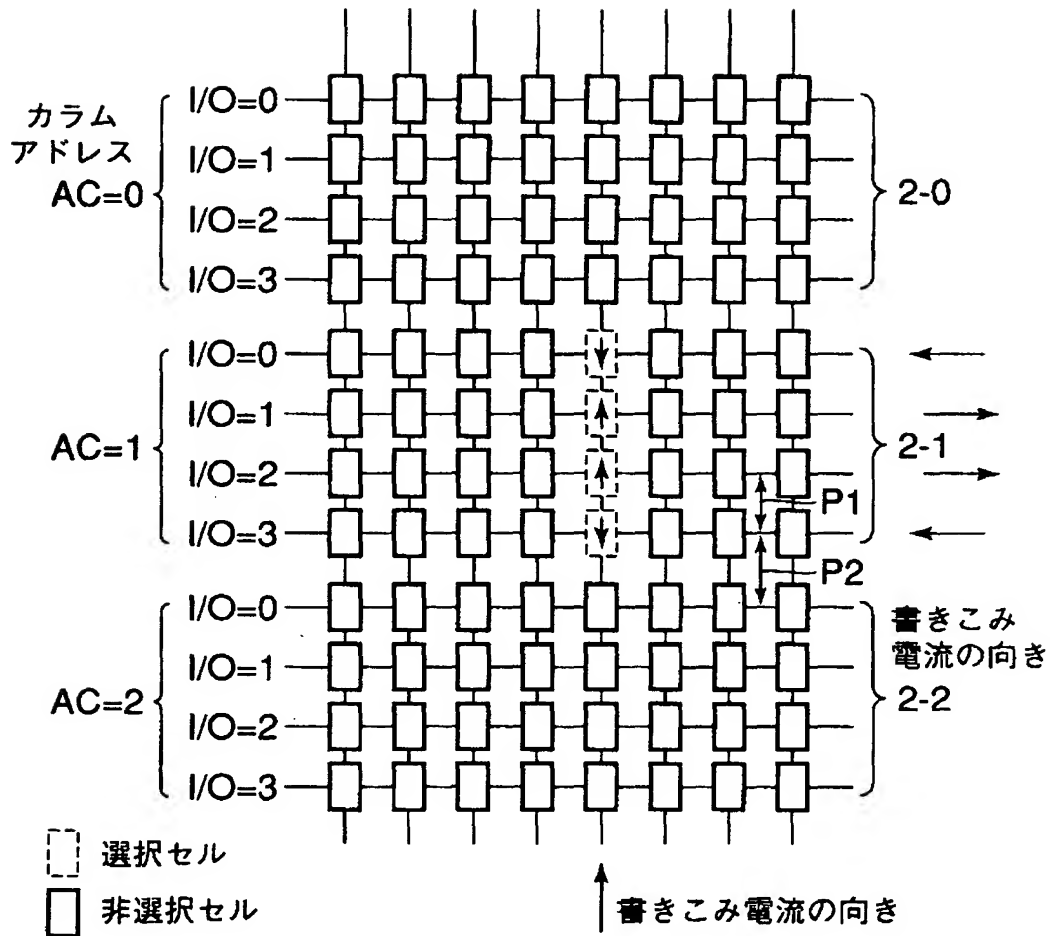 カラム
アドレス
AC=0
I/O=0
I/O=1
I/O=2
I/O=3
2-0
AC=1
I/O=0
I/O=1
I/O=2
I/O=3
2-1
P1
P2
AC=2
I/O=0
I/O=1
I/O=2
I/O=3
書きこみ
電流の向き
2-2
選択セル
非選択セル
書きこみ電流の向き